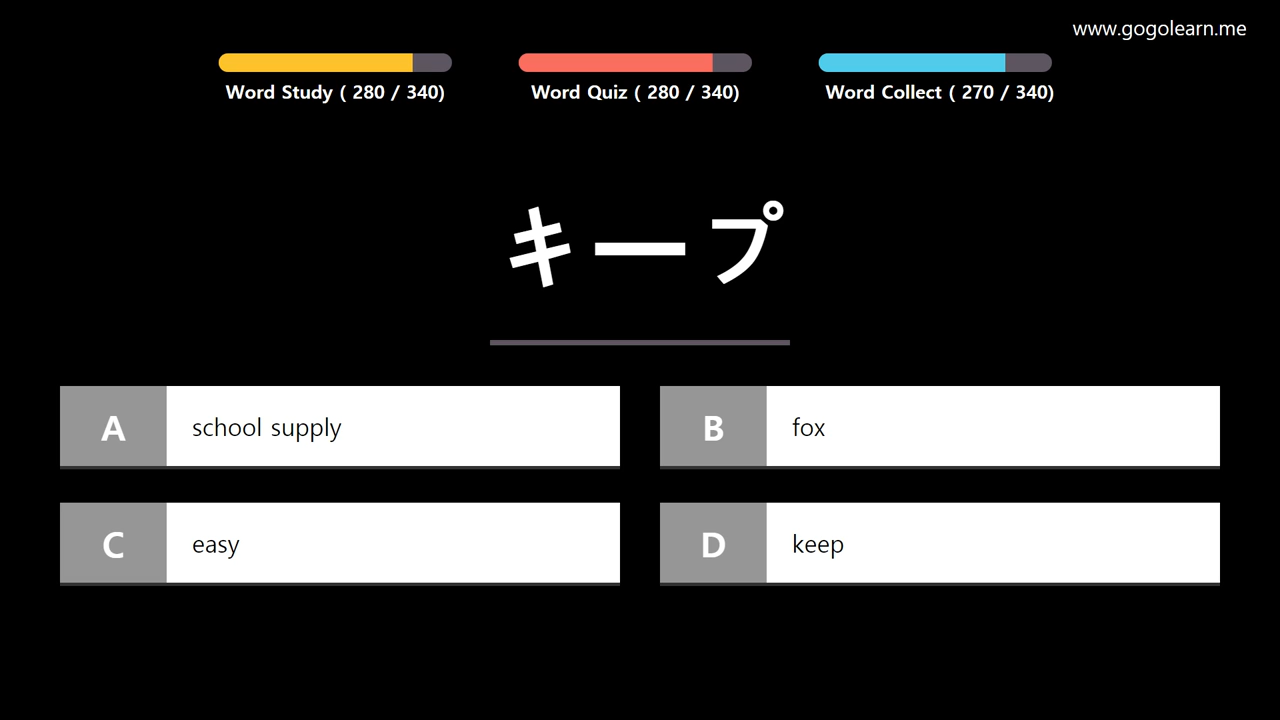 www.gogolearn.me
Word Study ( 280 / 340)
Word Quiz ( 280 / 340)
Word Collect ( 270 / 340)
キープ
A school supply
B fox
C easy
D keep